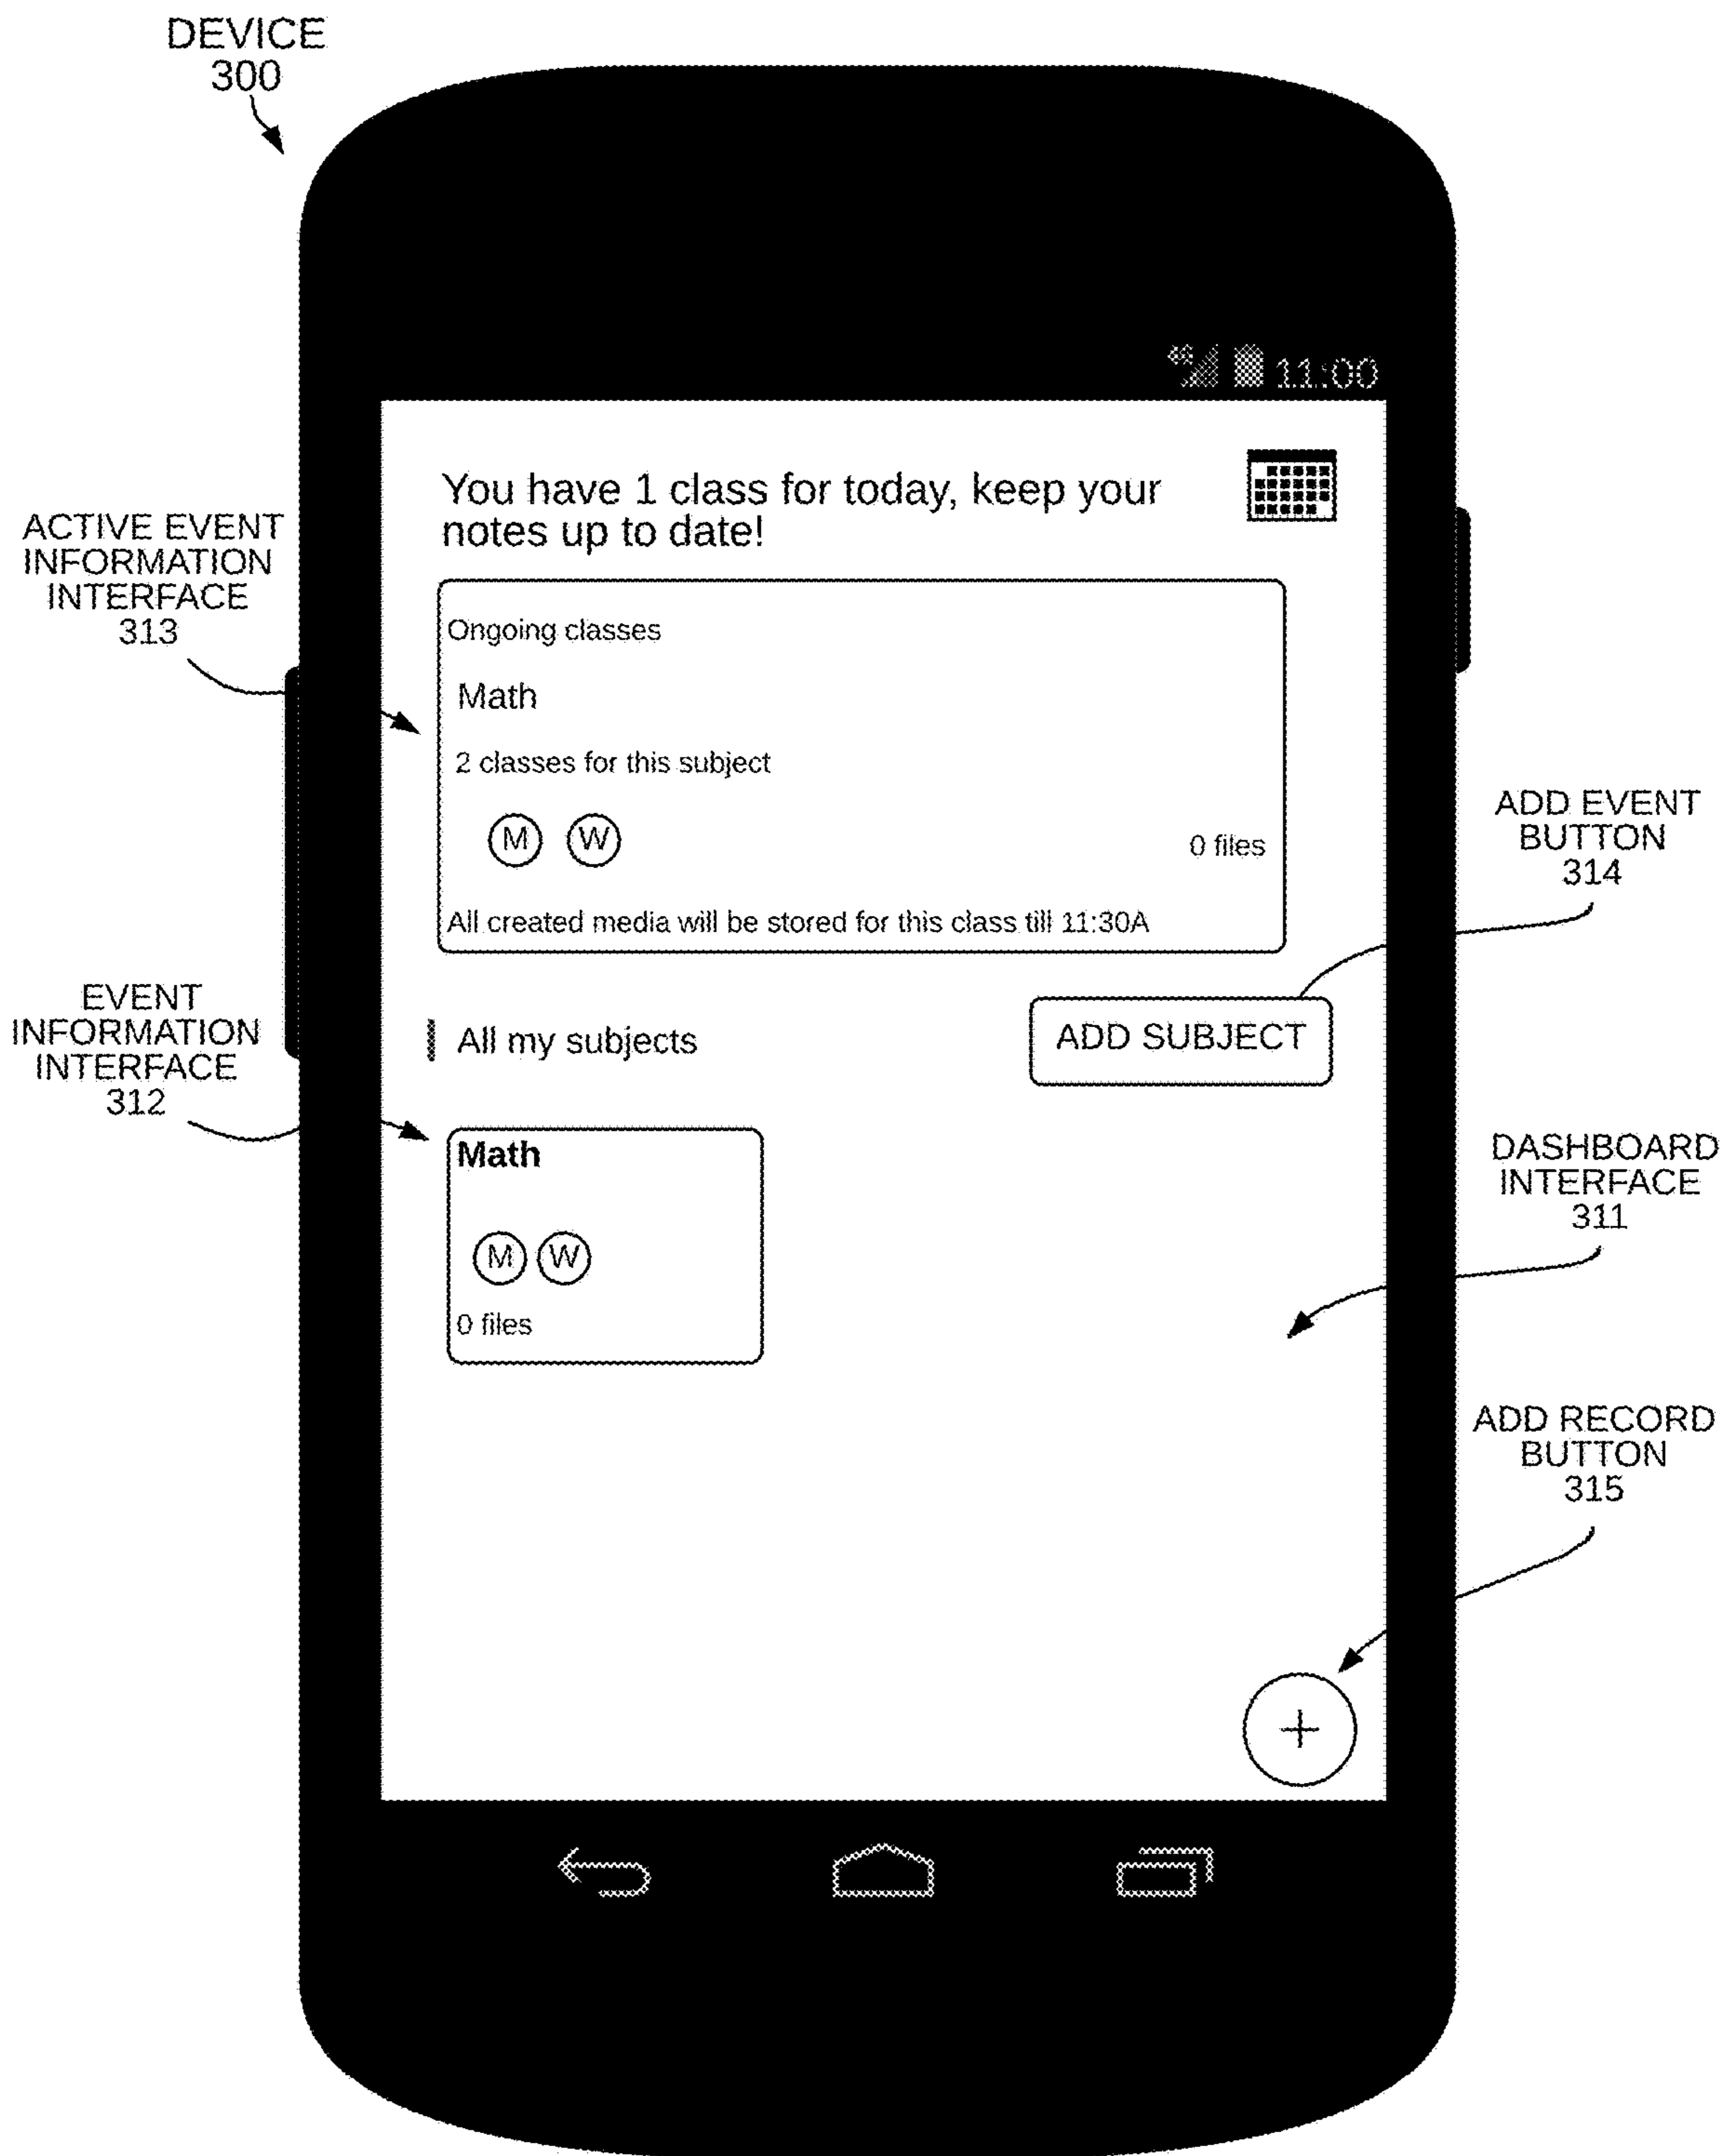 DEVICE
300
4G 11:00
You have 1 class for today, keep your
notes up to date!
ACTIVE EVENT
INFORMATION
INTERFACE
313
Ongoing classes
Math
2 classes for this subject
M W
0 files
All created media will be stored for this class till 11:30A
ADD EVENT
BUTTON
314
EVENT
INFORMATION
INTERFACE
312
All my subjects
ADD SUBJECT
Math
M W
0 files
DASHBOARD
INTERFACE
311
ADD RECORD
BUTTON
315
+